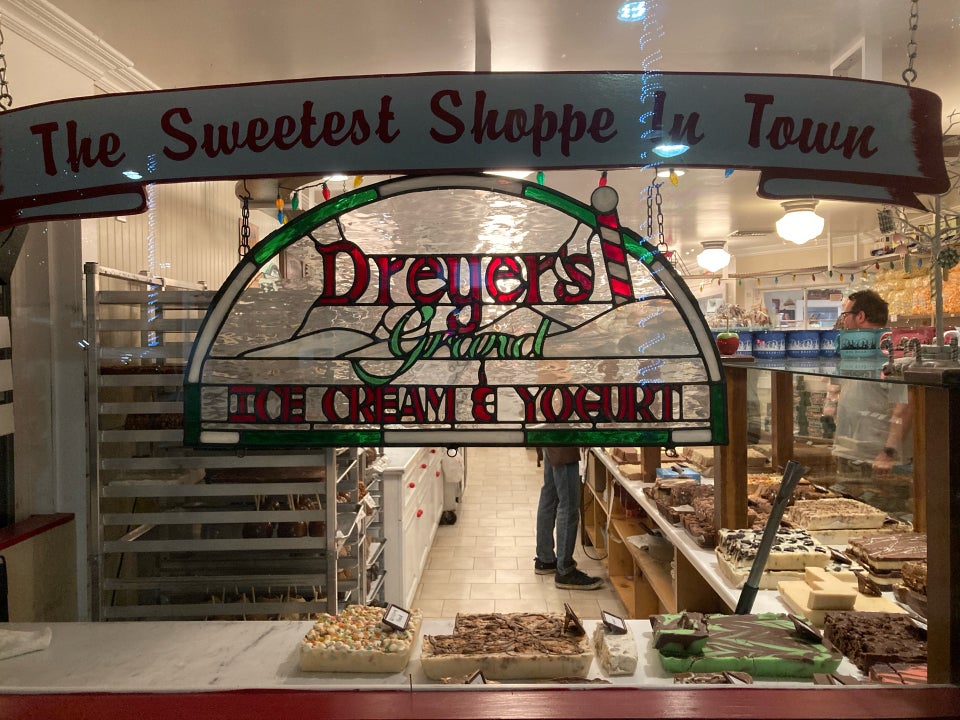 The Sweetest Shoppe In Town
Dreyer's
Grand
ICE CREAM & YOGURT